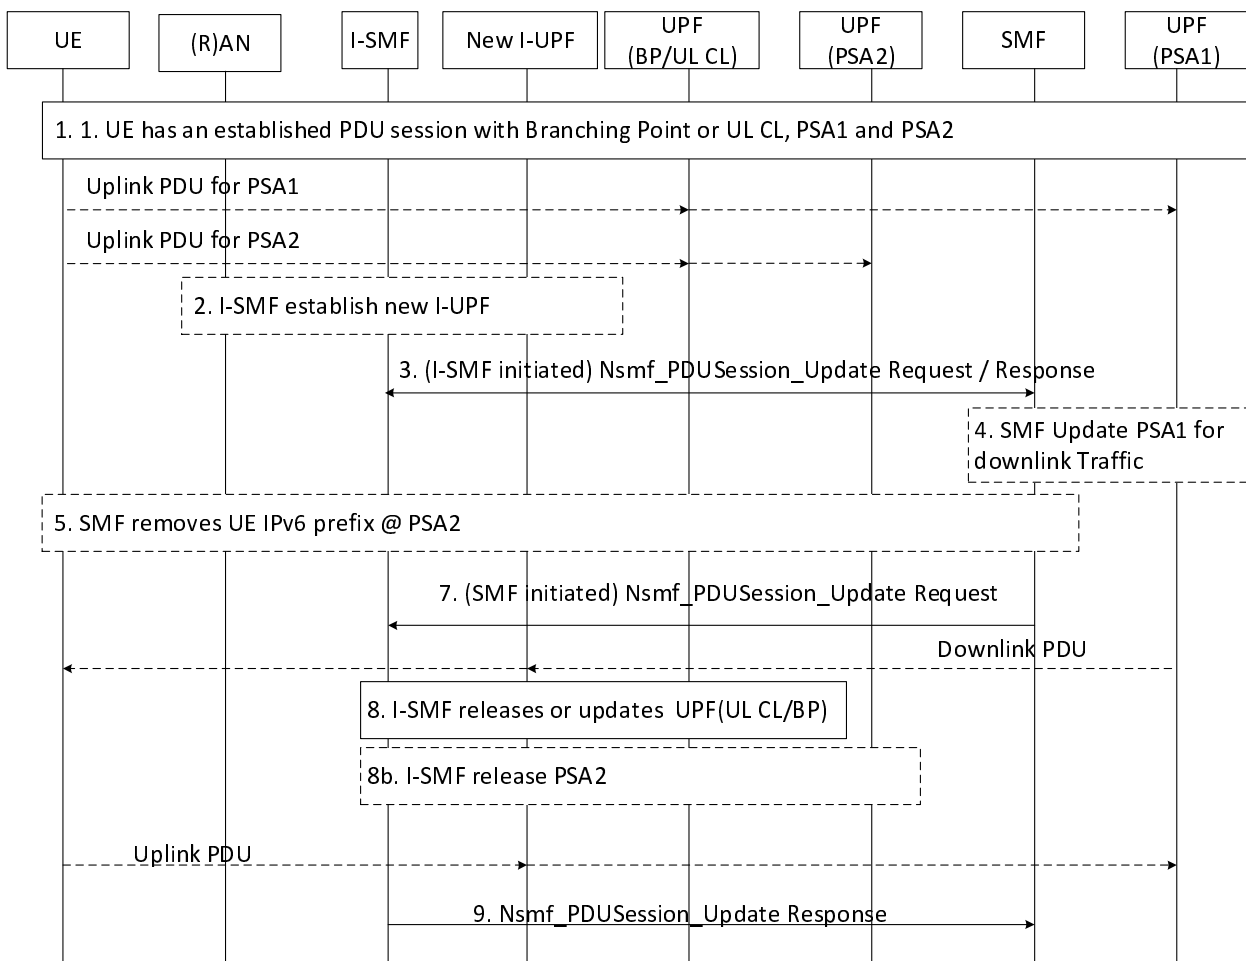 UE
(R)AN
I-SMF
New I-UPF
UPF
(BP/UL CL)
UPF
(PSA2)
SMF
UPF
(PSA1)
1. 1. UE has an established PDU session with Branching Point or UL CL, PSA1 and PSA2
Uplink PDU for PSA1
Uplink PDU for PSA2
2. I-SMF establish new I-UPF
3. (I-SMF initiated) Nsmf_PDUSession_Update Request / Response
4. SMF Update PSA1 for
downlink Traffic
5. SMF removes UE IPv6 prefix @ PSA2
7. (SMF initiated) Nsmf_PDUSession_Update Request
Downlink PDU
8. I-SMF releases or updates UPF(UL CL/BP)
8b. I-SMF release PSA2
Uplink PDU
9. Nsmf_PDUSession_Update Response